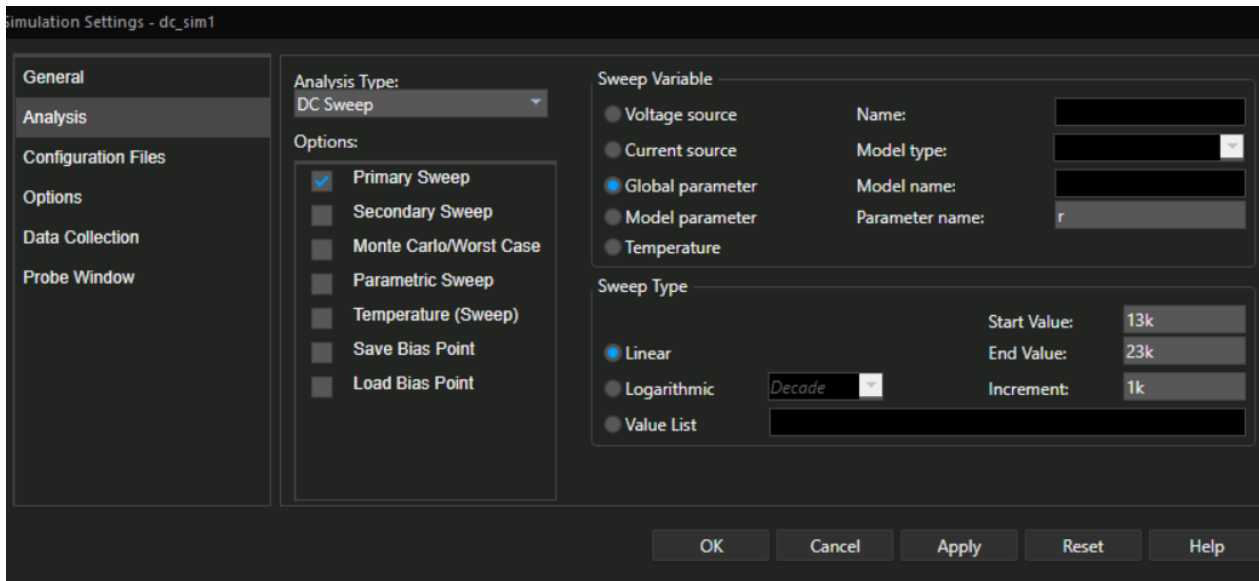 Simulation Settings - dc_sim1
General
Analysis
Configuration Files
Options
Data Collection
Probe Window
Analysis Type:
DC Sweep
Options:
Primary Sweep
Secondary Sweep
Monte Carlo/Worst Case
Parametric Sweep
Temperature (Sweep)
Save Bias Point
Load Bias Point
Sweep Variable
Voltage source Name:
Current source Model type:
Global parameter Model name:
Model parameter Parameter name: r
Temperature
Sweep Type
Start Value: 13k
Linear End Value: 23k
Logarithmic Decade Increment: 1k
Value List
OK Cancel Apply Reset Help